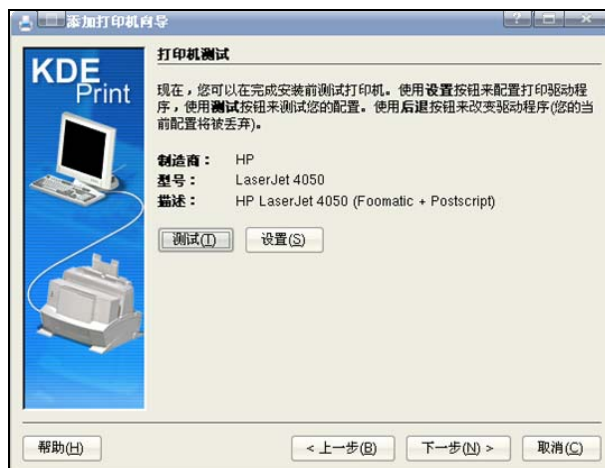 添加打印机向导
KDE
Print
打印机测试
现在，您可以在完成安装前测试打印机。使用设置按钮来配置打印驱动程
序，使用测试按钮来测试您的配置。使用后退按钮来改变驱动程序(您的当
前配置将被丢弃)。
制造商： HP
型号： LaserJet 4050
描述： HP LaserJet 4050 (Foomatic + Postscript)
测试(T) 设置(S)
帮助(H) < 上一步(B) 下一步(N) > 取消(C)